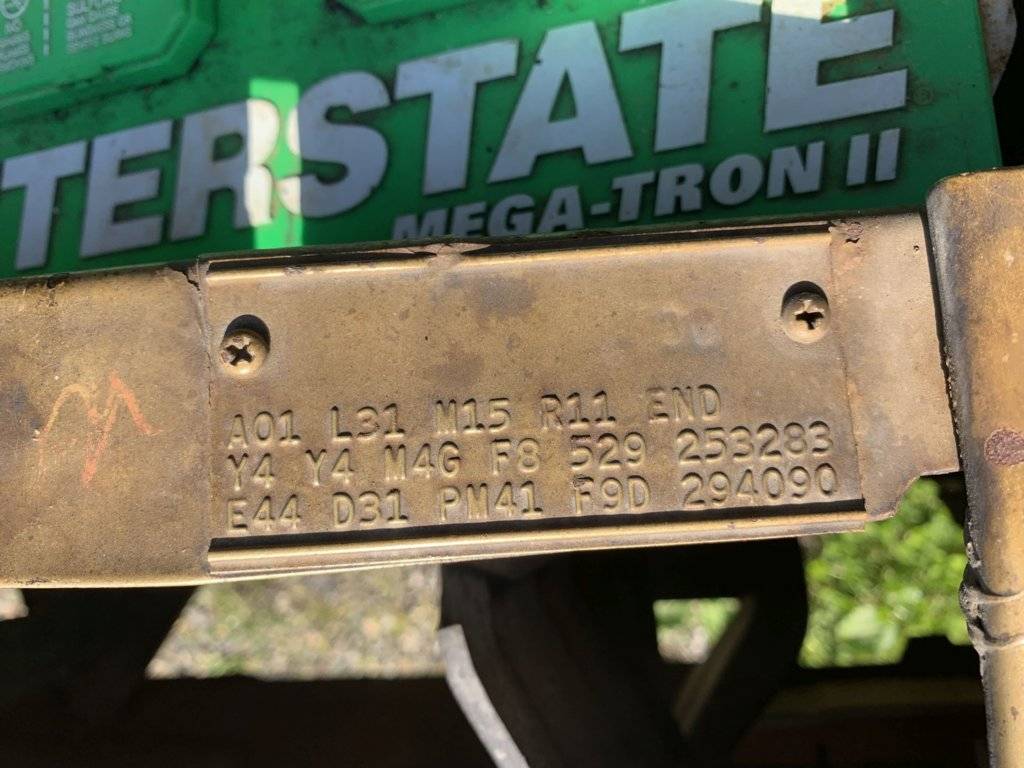 TERSTATE
MEGA-TRON II
A01 L31 M15 R11 END
Y4 Y4 M4G F8 529 253283
E44 D31 PM41 F9D 294090